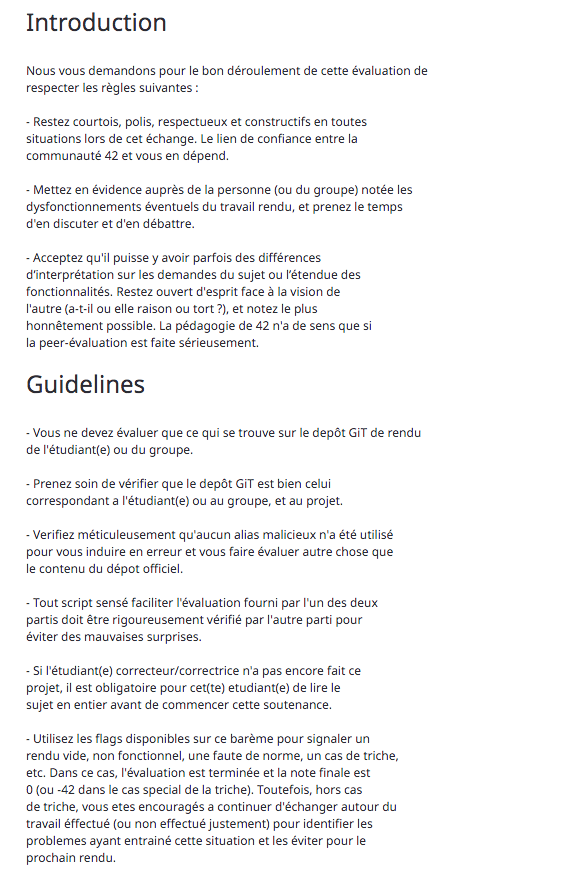 Introduction
Nous vous demandons pour le bon déroulement de cette évaluation de
respecter les règles suivantes :
- Restez courtois, polis, respectueux et constructifs en toutes
situations lors de cet échange. Le lien de confiance entre la
communauté 42 et vous en dépend.
- Mettez en évidence auprès de la personne (ou du groupe) notée les
dysfonctionnements éventuels du travail rendu, et prenez le temps
d'en discuter et d'en débattre.
- Acceptez qu'il puisse y avoir parfois des différences
d'interprétation sur les demandes du sujet ou l’étendue des
fonctionnalités. Restez ouvert d'esprit face à la vision de
l'autre (a-t-il ou elle raison ou tort ?), et notez le plus
honnêtement possible. La pédagogie de 42 n'a de sens que si
la peer-évaluation est faite sérieusement.
Guidelines
- Vous ne devez évaluer que ce qui se trouve sur le depôt GiT de rendu
de l'étudiant(e) ou du groupe.
- Prenez soin de vérifier que le depôt GiT est bien celui
correspondant a l'étudiant(e) ou au groupe, et au projet.
- Verifiez méticuleusement qu'aucun alias malicieux n'a été utilisé
pour vous induire en erreur et vous faire évaluer autre chose que
le contenu du dépot officiel.
- Tout script sensé faciliter l'évaluation fourni par l'un des deux
partis doit être rigoureusement vérifié par l'autre parti pour
éviter des mauvaises surprises.
- Si l'étudiant(e) correcteur/correctrice n'a pas encore fait ce
projet, il est obligatoire pour cet(te) etudiant(e) de lire le
sujet en entier avant de commencer cette soutenance.
- Utilisez les flags disponibles sur ce barème pour signaler un
rendu vide, non fonctionnel, une faute de norme, un cas de triche,
etc. Dans ce cas, l'évaluation est terminée et la note finale est
0 (ou -42 dans le cas special de la triche). Toutefois, hors cas
de triche, vous etes encouragés a continuer d'échanger autour du
travail éffectué (ou non effectué justement) pour identifier les
problemes ayant entrainé cette situation et les éviter pour le
prochain rendu.